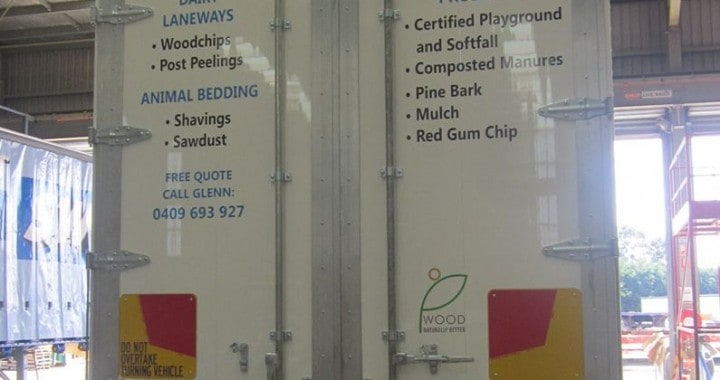 DAIRY
LANEWAYS
• Woodchips
• Post Peelings
ANIMAL BEDDING
• Shavings
• Sawdust
FREE QUOTE
CALL GLENN:
0409 693 927
• Certified Playground
and Softfall
• Composted Manures
• Pine Bark
• Mulch
• Red Gum Chip
WOOD
NATURALLY BETTER
DO NOT
OVERTAKE
TURNING VEHICLE